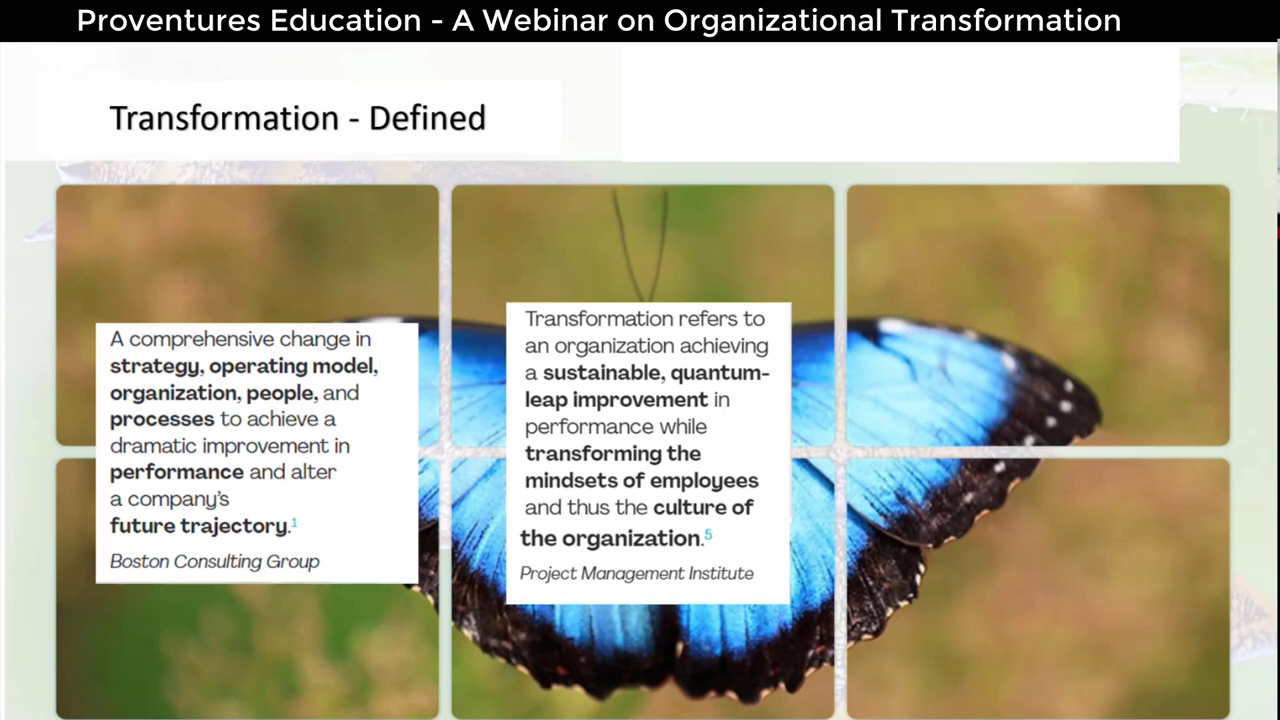 Proventures Education - A Webinar on Organizational Transformation
Transformation - Defined
A comprehensive change in
strategy, operating model,
organization, people, and
processes to achieve a
dramatic improvement in
performance and alter
a company's
future trajectory.1
Boston Consulting Group
Transformation refers to
an organization achieving
a sustainable, quantum-
leap improvement in
performance while
transforming the
mindsets of employees
and thus the culture of
the organization.5
Project Management Institute